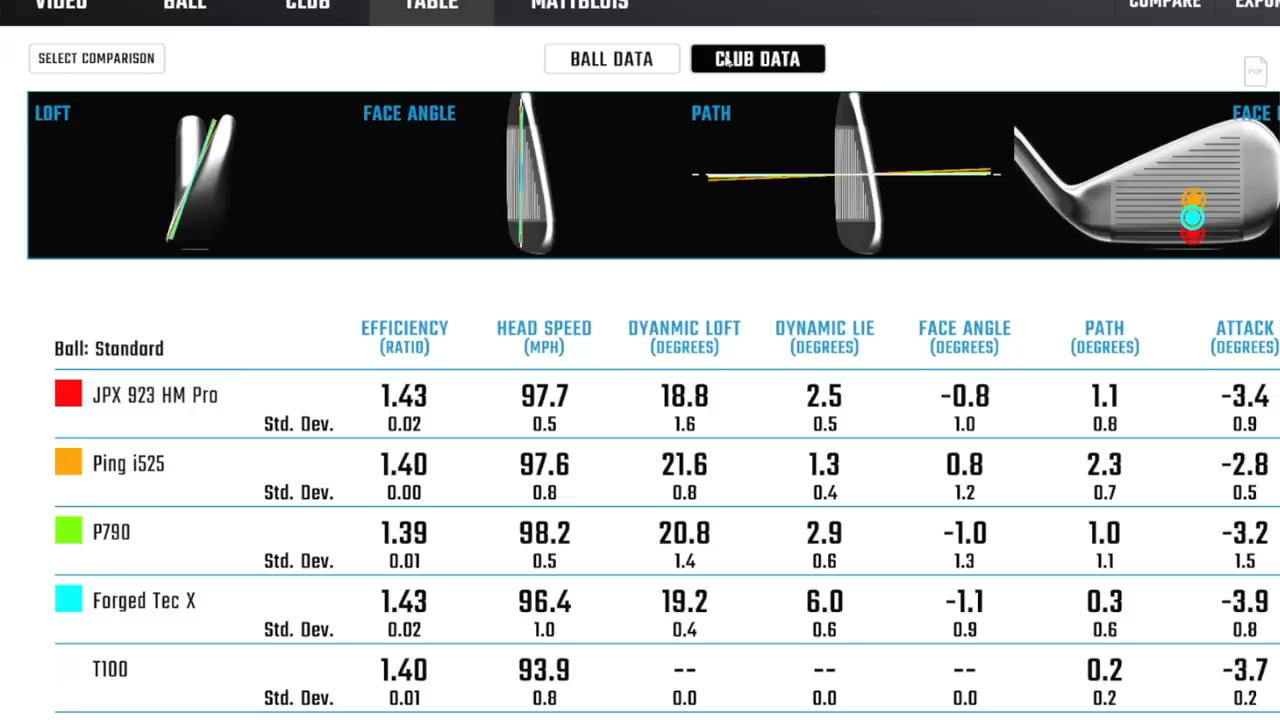 VIDEO BALL CLUB TABLE MATTBLOIS COMPARE
SELECT COMPARISON BALL DATA CLUB DATA PDF
LOFT FACE ANGLE PATH FACE
EFFICIENCY HEAD SPEED DYANMIC LOFT DYNAMIC LIE FACE ANGLE PATH ATTACK
Ball: Standard (RATIO) (MPH) (DEGREES) (DEGREES) (DEGREES) (DEGREES) (DEGREES)
JPX 923 HM Pro 1.43 97.7 18.8 2.5 -0.8 1.1 -3.4
Std. Dev. 0.02 0.5 1.6 0.5 1.0 0.8 0.9
Ping i525 1.40 97.6 21.6 1.3 0.8 2.3 -2.8
Std. Dev. 0.00 0.8 0.8 0.4 1.2 0.7 0.5
P790 1.39 98.2 20.8 2.9 -1.0 1.0 -3.2
Std. Dev. 0.01 0.5 1.4 0.6 1.3 1.1 1.5
Forged Tec X 1.43 96.4 19.2 6.0 -1.1 0.3 -3.9
Std. Dev. 0.02 1.0 0.4 0.6 0.9 0.6 0.8
T100 1.40 93.9 -- -- -- 0.2 -3.7
Std. Dev. 0.01 0.8 0.0 0.0 0.0 0.2 0.2